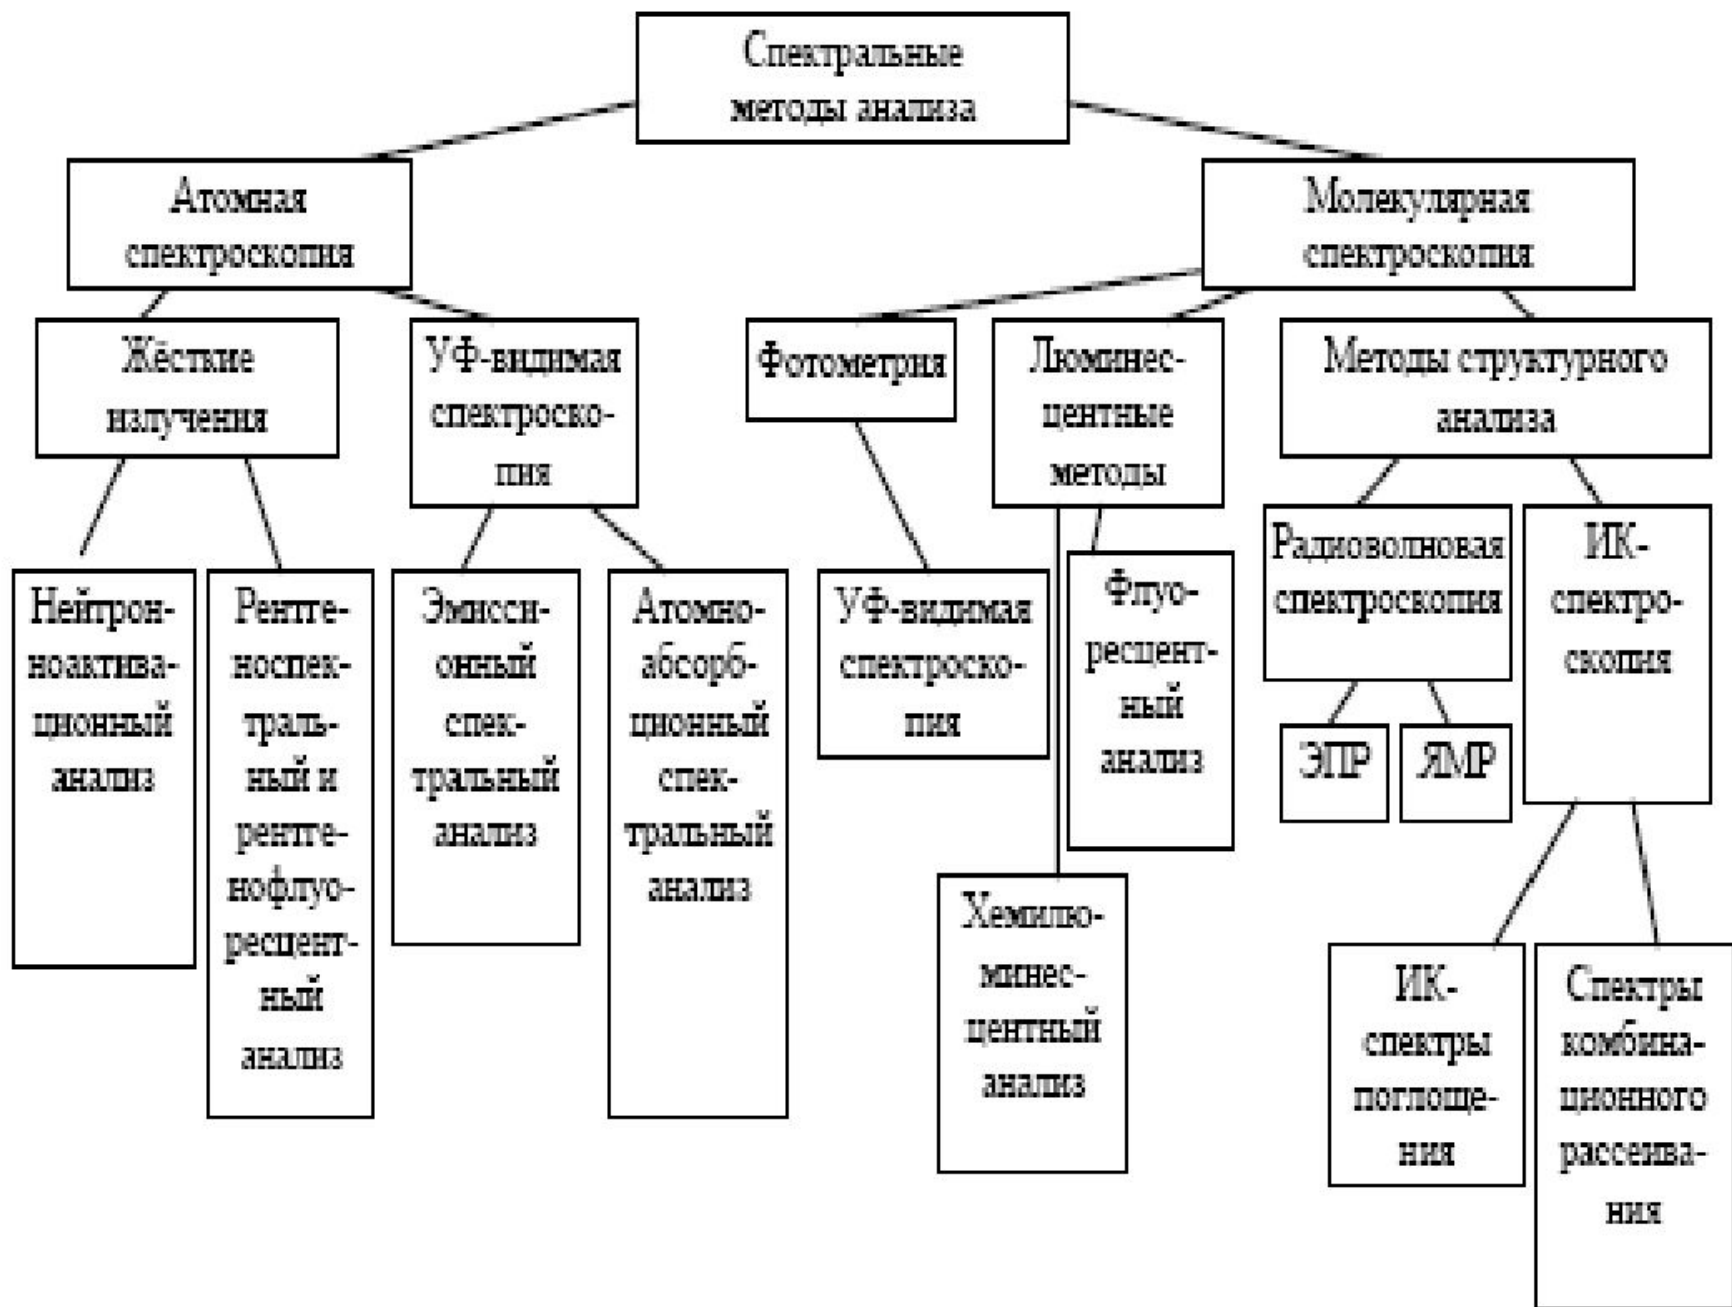 Спектральные
методы анализа
Атомная
спектроскопия
Молекулярная
спектроскопия
Жёсткие
излучения
УФ-видимая
спектроско-
пия
Фотометрия
Люминес-
центные
методы
Методы структурного
анализа
Нейтрон-
ноактива-
ционный
анализ
Рентге-
носпек-
траль-
ный и
рентге-
нофлуо-
ресцент-
ный
анализ
Эмисси-
онный
спек-
тральный
анализ
Атомно-
абсорб-
ционный
спек-
тральный
анализ
УФ-видимая
спектроско-
пия
Флуо-
ресцент-
ный
анализ
Хемилю-
минес-
центный
анализ
Радиоволновая
спектроскопия
ИК-
спектро-
скопия
ЭПР
ЯМР
ИК-
спектры
поглоще-
ния
Спектры
комбина-
ционного
рассеива-
ния